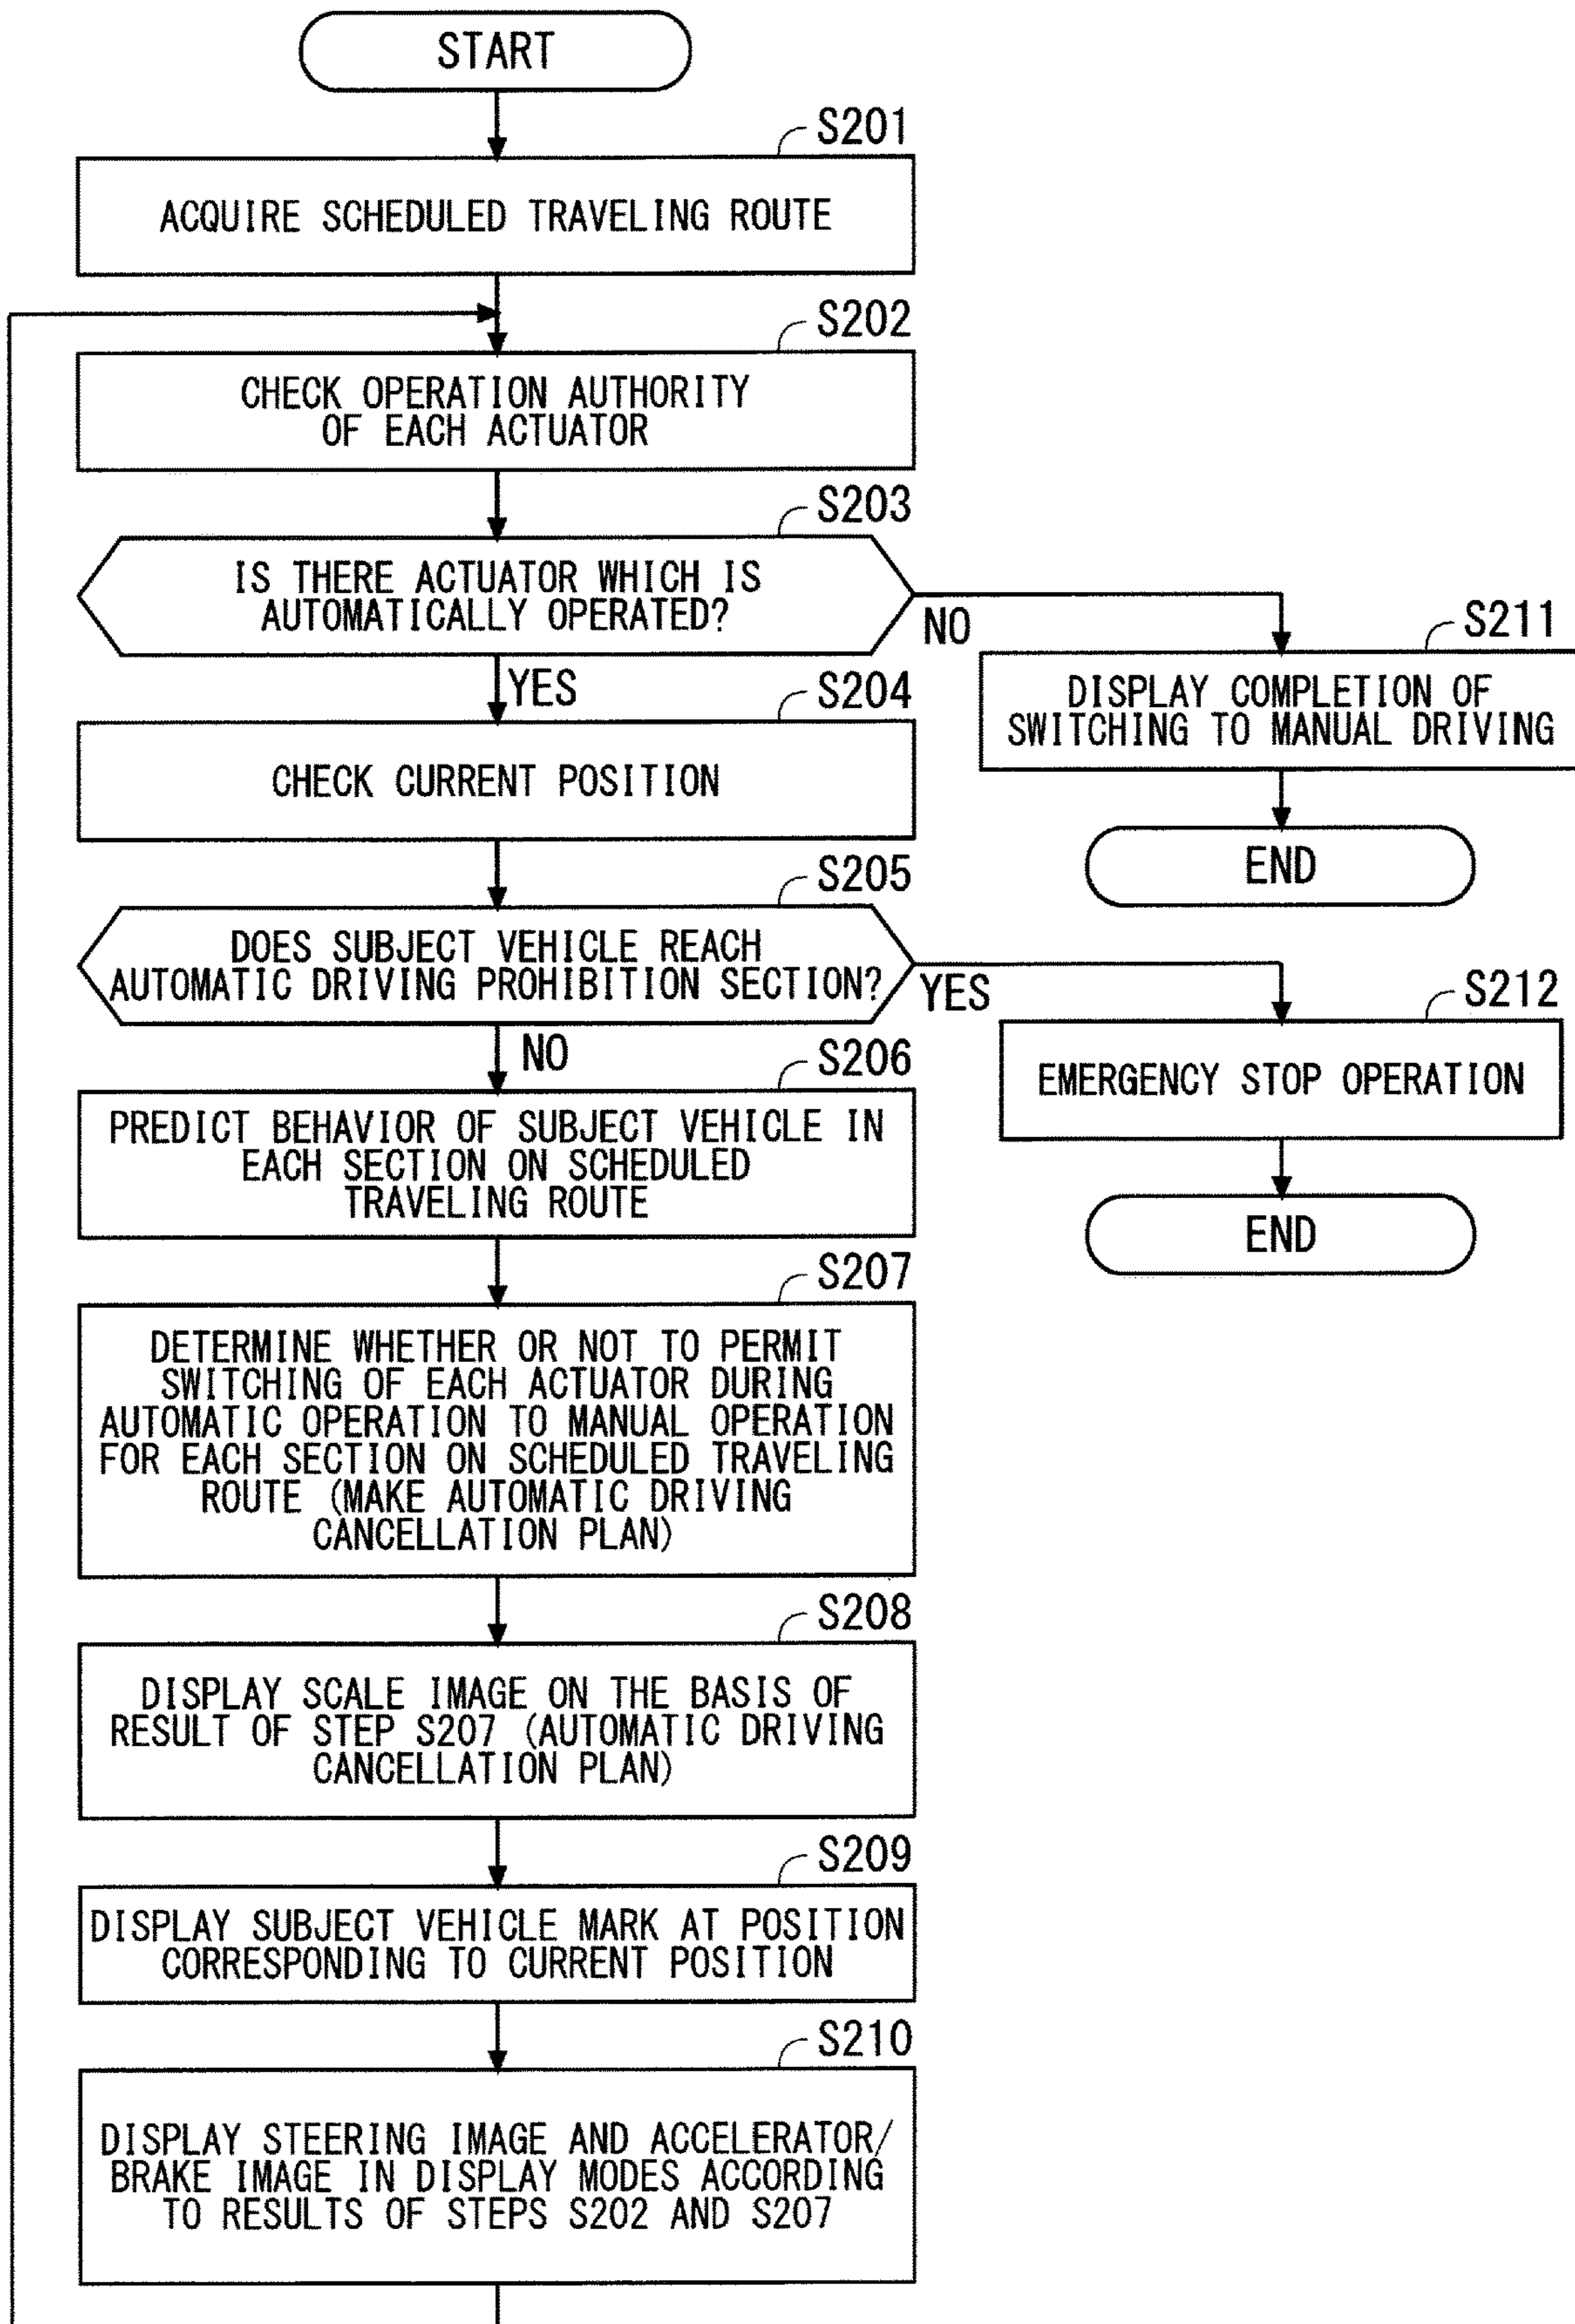 START
S201
ACQUIRE SCHEDULED TRAVELING ROUTE
S202
CHECK OPERATION AUTHORITY
OF EACH ACTUATOR
S203
IS THERE ACTUATOR WHICH IS
AUTOMATICALLY OPERATED?
NO
YES
S211
DISPLAY COMPLETION OF
SWITCHING TO MANUAL DRIVING
END
S204
CHECK CURRENT POSITION
S205
DOES SUBJECT VEHICLE REACH
AUTOMATIC DRIVING PROHIBITION SECTION?
YES
NO
S212
EMERGENCY STOP OPERATION
END
S206
PREDICT BEHAVIOR OF SUBJECT VEHICLE IN
EACH SECTION ON SCHEDULED
TRAVELING ROUTE
S207
DETERMINE WHETHER OR NOT TO PERMIT
SWITCHING OF EACH ACTUATOR DURING
AUTOMATIC OPERATION TO MANUAL OPERATION
FOR EACH SECTION ON SCHEDULED TRAVELING
ROUTE (MAKE AUTOMATIC DRIVING
CANCELLATION PLAN)
S208
DISPLAY SCALE IMAGE ON THE BASIS OF
RESULT OF STEP S207 (AUTOMATIC DRIVING
CANCELLATION PLAN)
S209
DISPLAY SUBJECT VEHICLE MARK AT POSITION
CORRESPONDING TO CURRENT POSITION
S210
DISPLAY STEERING IMAGE AND ACCELERATOR/
BRAKE IMAGE IN DISPLAY MODES ACCORDING
TO RESULTS OF STEPS S202 AND S207